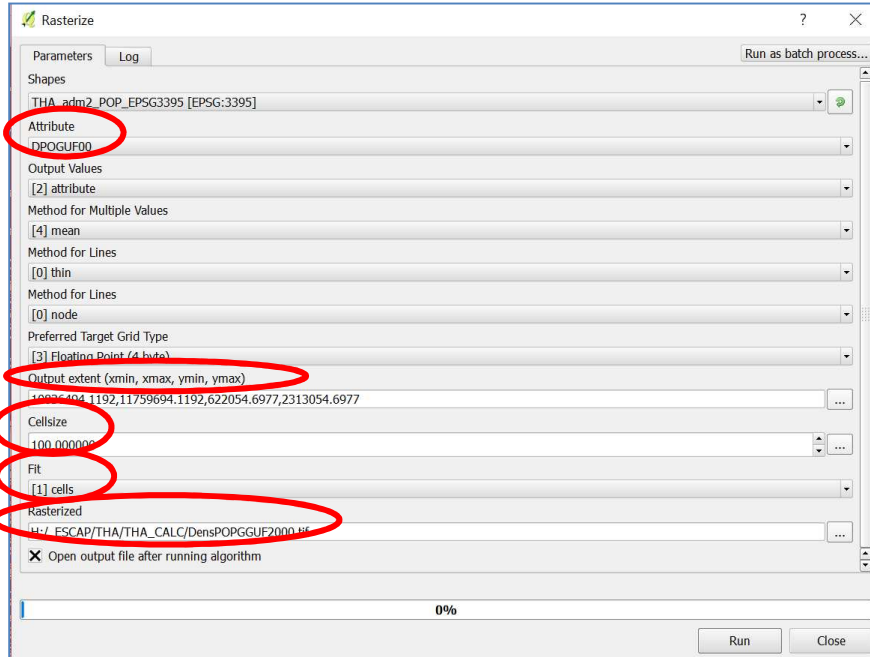 Rasterize
?
Parameters
Log
Run as batch process...
Shapes
THA_adm2_POP_EPSG3395 [EPSG:3395]
Attribute
DPOGUF00
Output Values
[2] attribute
Method for Multiple Values
[4] mean
Method for Lines
[0] thin
Method for Lines
[0] node
Preferred Target Grid Type
[3] Floating Point (4 byte)
Output extent (xmin, xmax, ymin, ymax)
10836494.1192,11759694.1192,622054.6977,2313054.6977
...
Cellsize
100.000000
...
Fit
[1] cells
Rasterized
H:/_ESCAP/THA/THA_CALC/DensPOPGGUF2000.tif
...
Open output file after running algorithm
0%
Run
Close